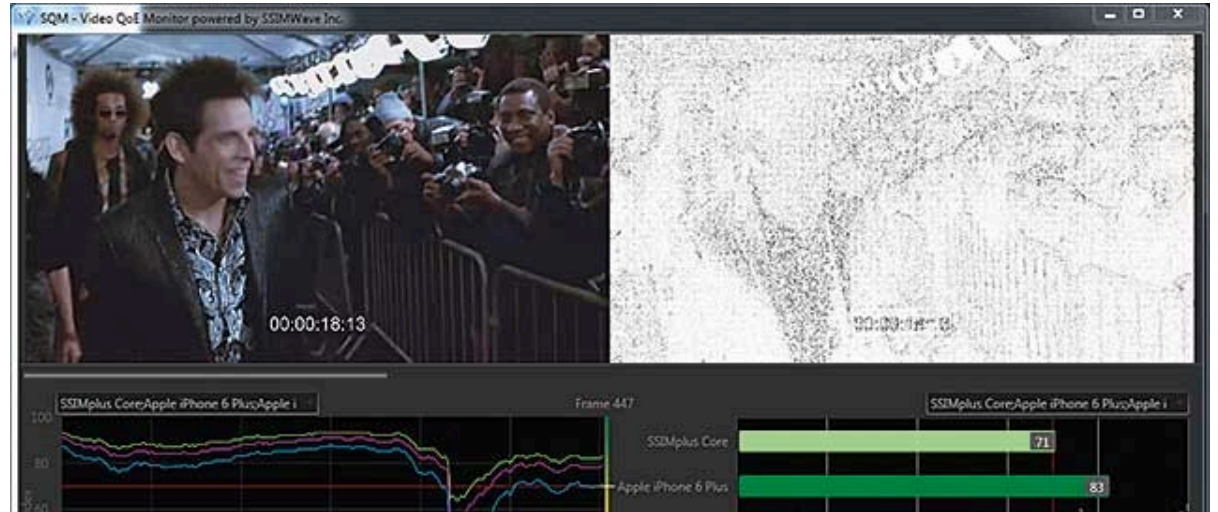 SQM - Video QoE Monitor powered by SSIMWave Inc.
00:00:18:13
SSIMplus Core;Apple iPhone 6 Plus;Apple i
Frame 447
SSIMplus Core;Apple iPhone 6 Plus;Apple i
100
80
60
SSIMplus Core
71
Apple iPhone 6 Plus
83